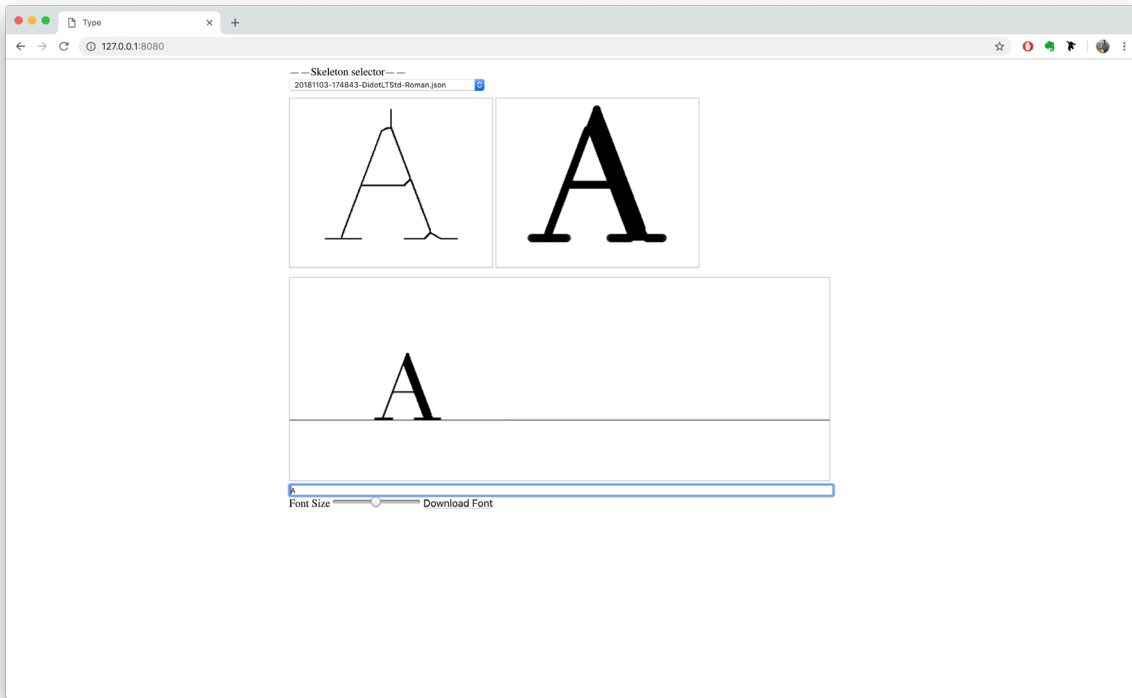 Type
127.0.0.1:8080
——Skeleton selector——
20181103-174843-DidotLTStd-Roman.json
A A
A
A
Font Size Download Font